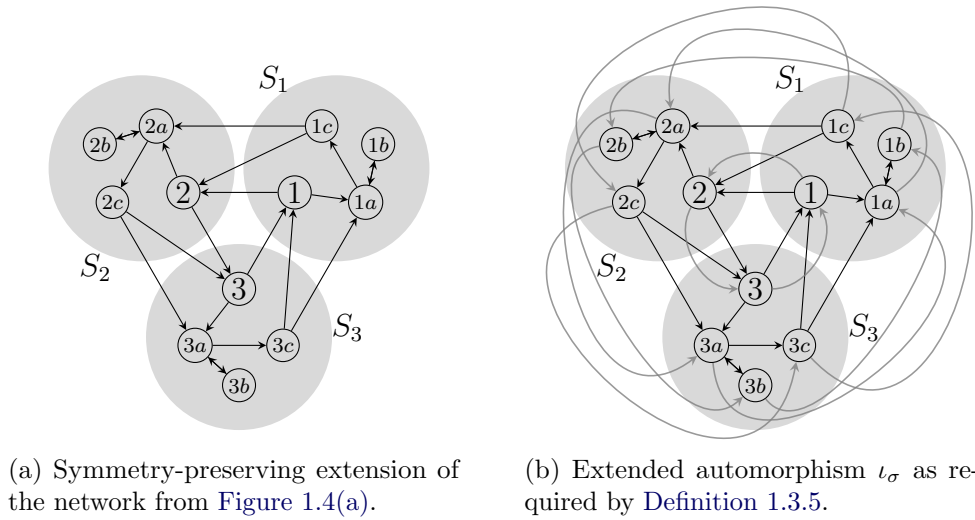 S₁
2a 1c
2b 1b
2 1 1a
2c
S₂
3
3a 3c S₃
3b
(a) Symmetry-preserving extension of
the network from Figure 1.4(a).
S₁
2a 1c
2b 1b
2 1 1a
2c
S₂
3
3a 3c S₃
3b
(b) Extended automorphism ι_σ as re-
quired by Definition 1.3.5.